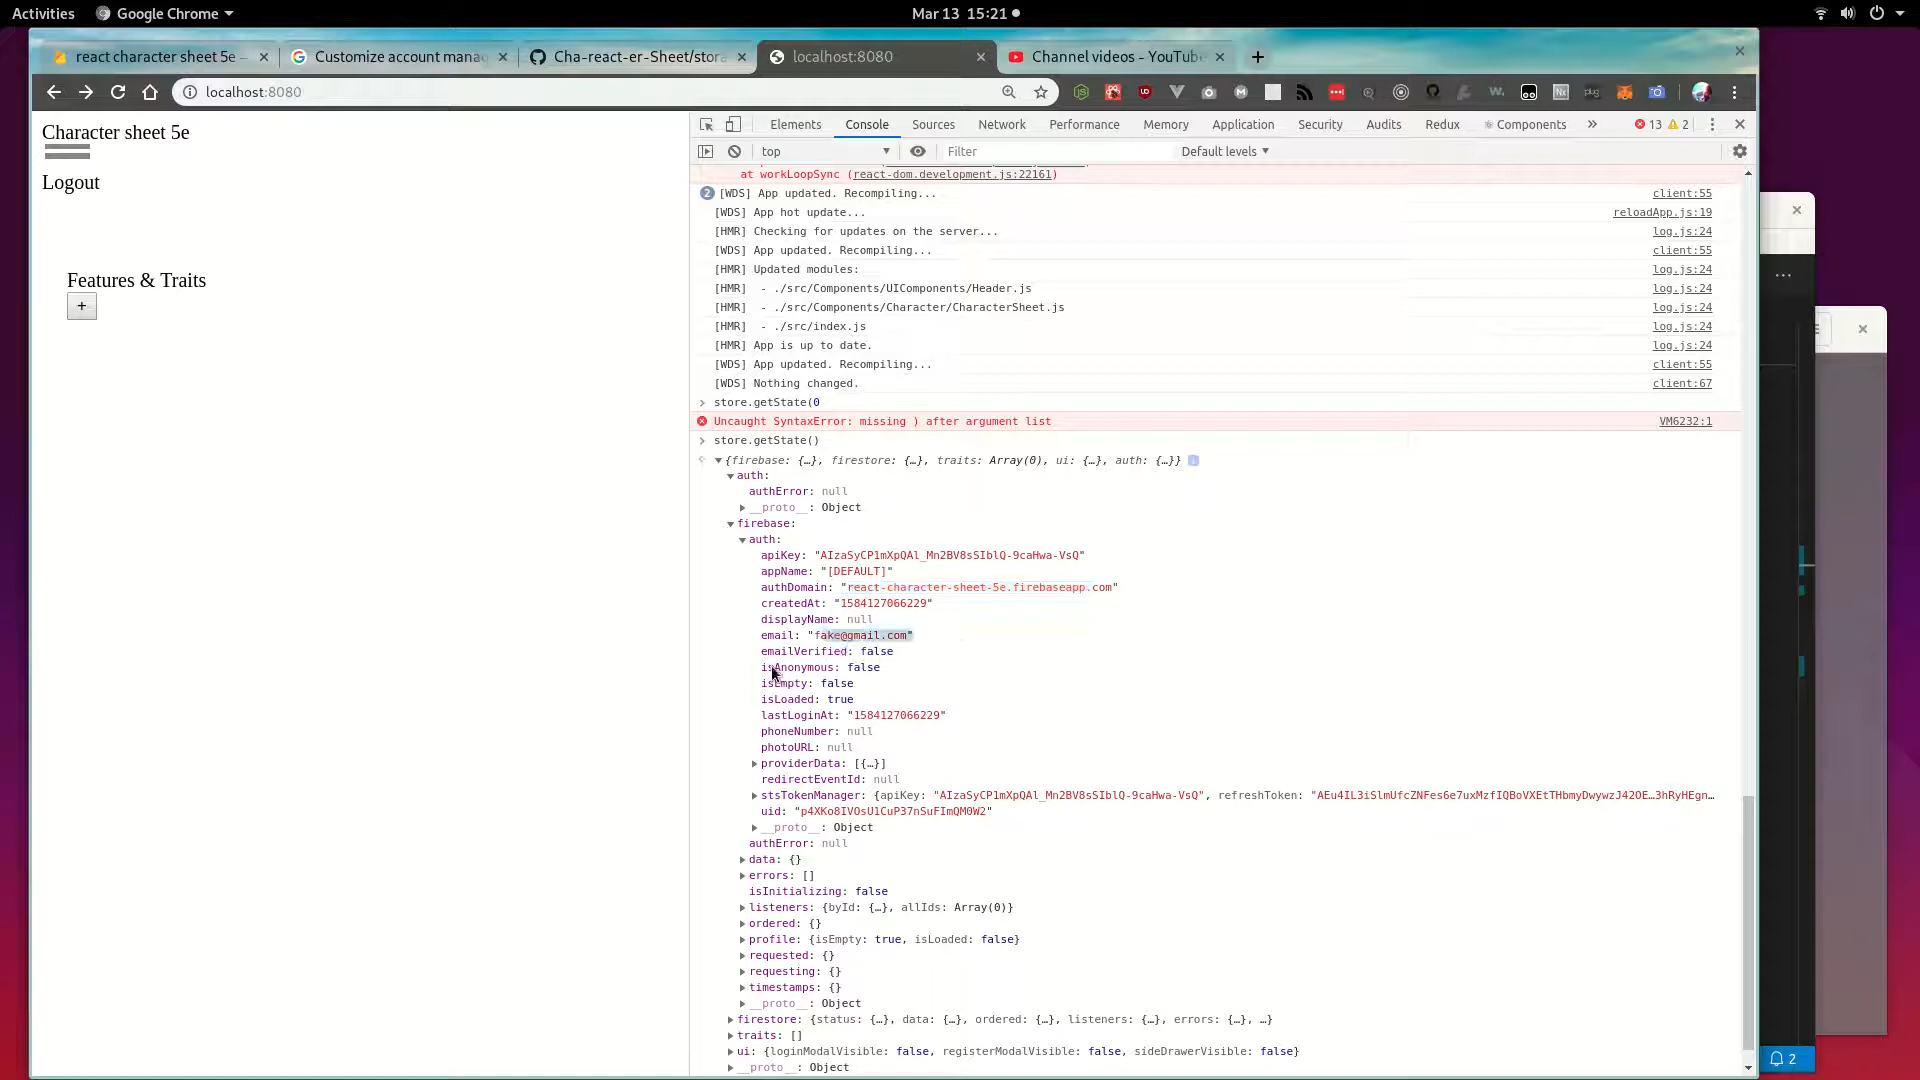 Activities Google Chrome Mar 13 15:21
react character sheet 5e – Customize account mana Cha-react-er-Sheet/stora localhost:8080 Channel videos - YouTube
localhost:8080
Character sheet 5e
Logout
Features & Traits
+
Elements Console Sources Network Performance Memory Application Security Audits Redux Components » 13 2
top Filter Default levels
at workLoopSync (react-dom.development.js:22161)
2 [WDS] App updated. Recompiling... client:55
[WDS] App hot update... reloadApp.js:19
[HMR] Checking for updates on the server... log.js:24
[WDS] App updated. Recompiling... client:55
[HMR] Updated modules: log.js:24
[HMR] - ./src/Components/UIComponents/Header.js log.js:24
[HMR] - ./src/Components/Character/CharacterSheet.js log.js:24
[HMR] - ./src/index.js log.js:24
[HMR] App is up to date. log.js:24
[WDS] App updated. Recompiling... client:55
[WDS] Nothing changed. client:67
store.getState(0
Uncaught SyntaxError: missing ) after argument list VM6232:1
store.getState()
{firebase: {…}, firestore: {…}, traits: Array(0), ui: {…}, auth: {…}}
auth:
authError: null
__proto__: Object
firebase:
auth:
apiKey: "AIzaSyCP1mXpQAl_Mn2BV8sSIblQ-9caHwa-VsQ"
appName: "[DEFAULT]"
authDomain: "react-character-sheet-5e.firebaseapp.com"
createdAt: "1584127066229"
displayName: null
email: "fake@gmail.com"
emailVerified: false
isAnonymous: false
isEmpty: false
isLoaded: true
lastLoginAt: "1584127066229"
phoneNumber: null
photoURL: null
providerData: [{…}]
redirectEventId: null
stsTokenManager: {apiKey: "AIzaSyCP1mXpQAl_Mn2BV8sSIblQ-9caHwa-VsQ", refreshToken: "AEu4IL3iSlmUfcZNFes6e7uxMzfIQBoVXEtTHbmyDwywzJ42OE…3hRyHEgn…
uid: "p4XKo8IVOsU1CuP37nSuFImQM0W2"
__proto__: Object
authError: null
data: {}
errors: []
isInitializing: false
listeners: {byId: {…}, allIds: Array(0)}
ordered: {}
profile: {isEmpty: true, isLoaded: false}
requested: {}
requesting: {}
timestamps: {}
__proto__: Object
firestore: {status: {…}, data: {…}, ordered: {…}, listeners: {…}, errors: {…}, …}
traits: []
ui: {loginModalVisible: false, registerModalVisible: false, sideDrawerVisible: false}
__proto__: Object
2